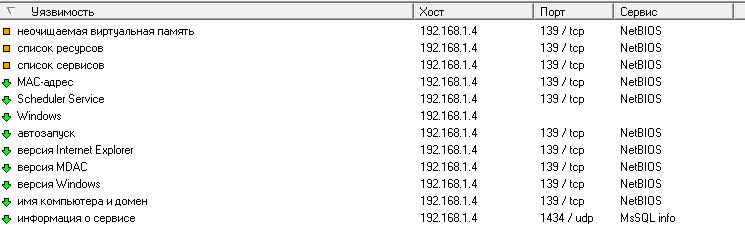 Уязвимость Хост Порт Сервис
неочищаемая виртуальная память 192.168.1.4 139 / tcp NetBIOS
список ресурсов 192.168.1.4 139 / tcp NetBIOS
список сервисов 192.168.1.4 139 / tcp NetBIOS
MAC-адрес 192.168.1.4 139 / tcp NetBIOS
Scheduler Service 192.168.1.4 139 / tcp NetBIOS
Windows 192.168.1.4
автозапуск 192.168.1.4 139 / tcp NetBIOS
версия Internet Explorer 192.168.1.4 139 / tcp NetBIOS
версия MDAC 192.168.1.4 139 / tcp NetBIOS
версия Windows 192.168.1.4 139 / tcp NetBIOS
имя компьютера и домен 192.168.1.4 139 / tcp NetBIOS
информация о сервисе 192.168.1.4 1434 / udp MsSQL info